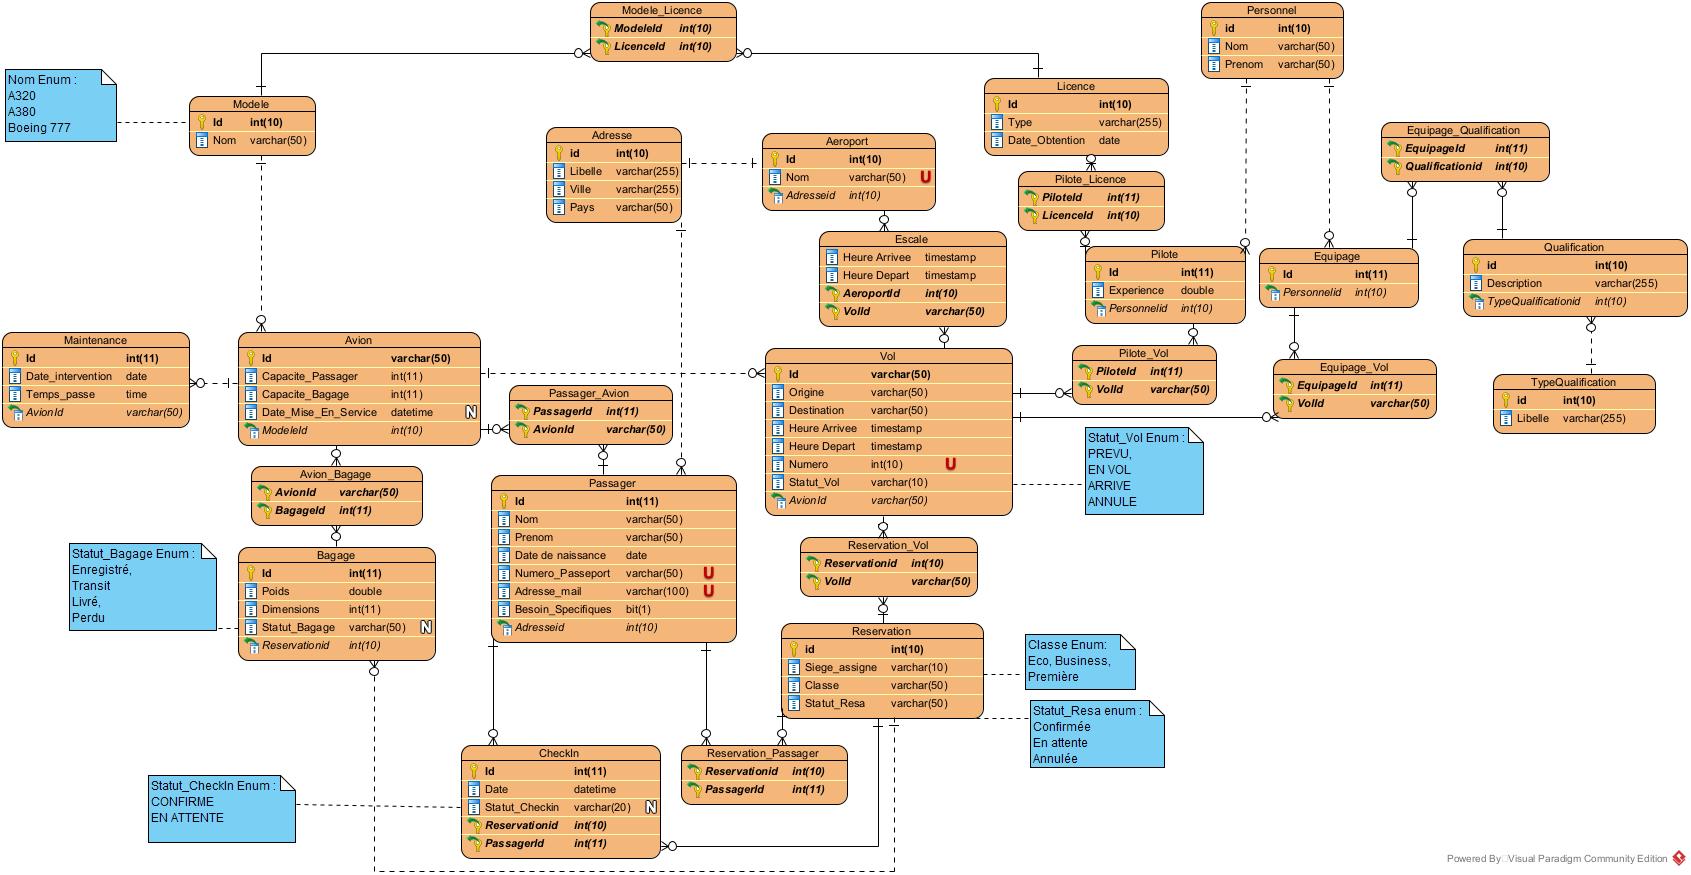 Modele_Licence
ModeleId int(10)
LicenceId int(10)
Personnel
id int(10)
Nom varchar(50)
Prenom varchar(50)
Nom Enum :
A320
A380
Boeing 777
Modele
Id int(10)
Nom varchar(50)
Licence
Id int(10)
Type varchar(255)
Date_Obtention date
Adresse
id int(10)
Libelle varchar(255)
Ville varchar(255)
Pays varchar(50)
Aeroport
Id int(10)
Nom varchar(50) U
Adresseid int(10)
Equipage_Qualification
EquipageId int(11)
Qualificationid int(10)
Pilote_Licence
PiloteId int(11)
LicenceId int(10)
Escale
Heure Arrivee timestamp
Heure Depart timestamp
AeroportId int(10)
VolId varchar(50)
Pilote
Id int(11)
Experience double
Personnelid int(10)
Equipage
Id int(11)
Personnelid int(10)
Qualification
id int(10)
Description varchar(255)
TypeQualificationid int(10)
Maintenance
Id int(11)
Date_intervention date
Temps_passe time
AvionId varchar(50)
Avion
Id varchar(50)
Capacite_Passager int(11)
Capacite_Bagage int(11)
Date_Mise_En_Service datetime N
ModeleId int(10)
Passager_Avion
PassagerId int(11)
AvionId varchar(50)
Vol
Id varchar(50)
Origine varchar(50)
Destination varchar(50)
Heure Arrivee timestamp
Heure Depart timestamp
Numero int(10) U
Statut_Vol varchar(10)
AvionId varchar(50)
Pilote_Vol
PiloteId int(11)
VolId varchar(50)
Equipage_Vol
EquipageId int(11)
VolId varchar(50)
TypeQualification
id int(10)
Libelle varchar(255)
Statut_Vol Enum :
PREVU,
EN VOL
ARRIVE
ANNULE
Avion_Bagage
AvionId varchar(50)
BagageId int(11)
Passager
Id int(11)
Nom varchar(50)
Prenom varchar(50)
Date de naissance date
Numero_Passeport varchar(50) U
Adresse_mail varchar(100) U
Besoin_Specifiques bit(1)
Adresseid int(10)
Statut_Bagage Enum :
Enregistré,
Transit
Livré,
Perdu
Bagage
Id int(11)
Poids double
Dimensions int(11)
Statut_Bagage varchar(50) N
Reservationid int(10)
Reservation_Vol
Reservationid int(10)
VolId varchar(50)
Reservation
id int(10)
Siege_assigne varchar(10)
Classe varchar(50)
Statut_Resa varchar(50)
Classe Enum:
Eco, Business,
Première
Statut_Resa enum :
Confirmée
En attente
Annulée
Statut_CheckIn Enum :
CONFIRME
EN ATTENTE
CheckIn
Id int(11)
Date datetime
Statut_Checkin varchar(20) N
Reservationid int(10)
PassagerId int(11)
Reservation_Passager
Reservationid int(10)
PassagerId int(11)
Powered By Visual Paradigm Community Edition